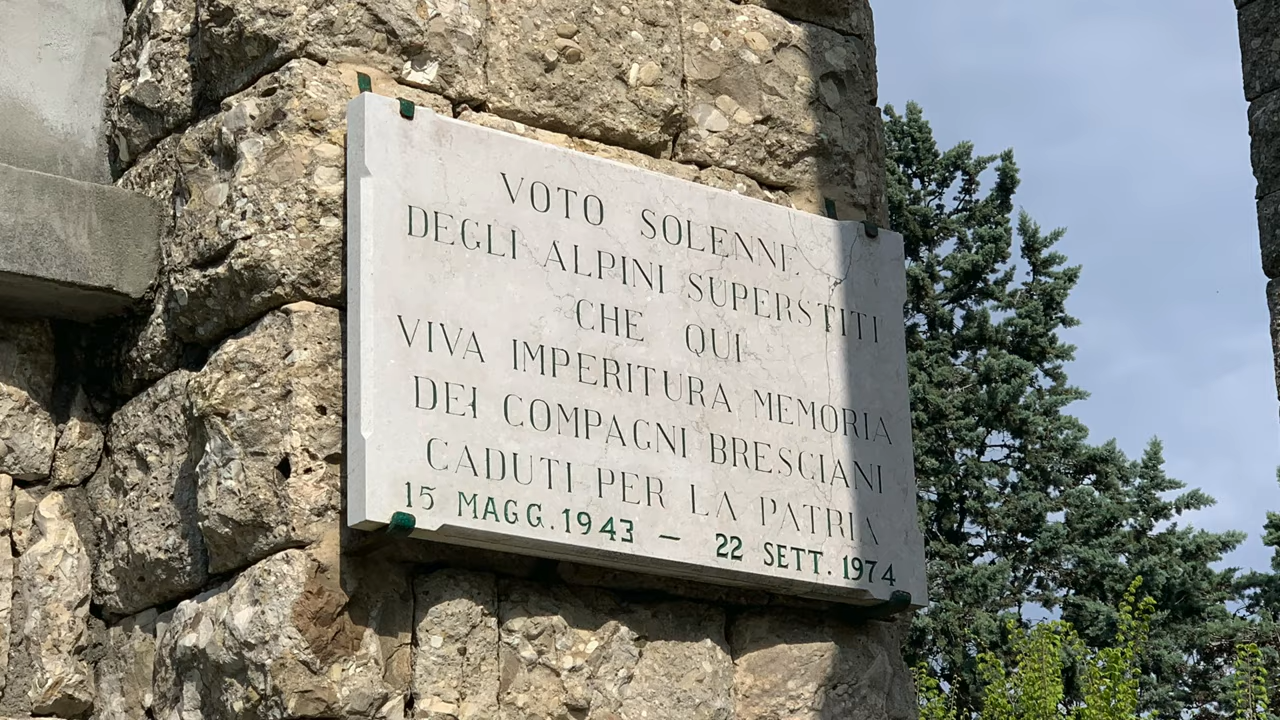 VOTO SOLENNE
DEGLI ALPINI SUPERSTITI
CHE QUI
VIVA IMPERITURA MEMORIA
DEI COMPAGNI BRESCIANI
CADUTI PER LA PATRIA
15 MAGG. 1943 — 22 SETT. 1974